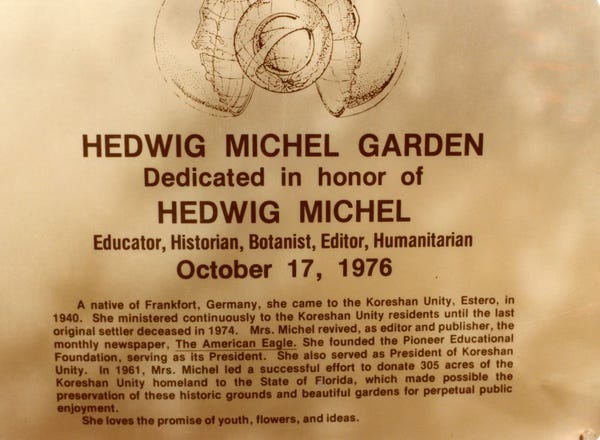 HEDWIG MICHEL GARDEN
Dedicated in honor of
HEDWIG MICHEL
Educator, Historian, Botanist, Editor, Humanitarian
October 17, 1976
A native of Frankfort, Germany, she came to the Koreshan Unity, Estero, in
1940. She ministered continuously to the Koreshan Unity residents until the last
original settler deceased in 1974. Mrs. Michel revived, as editor and publisher, the
monthly newspaper, The American Eagle. She founded the Pioneer Educational
Foundation, serving as its President. She also served as President of Koreshan
Unity. In 1961, Mrs. Michel led a successful effort to donate 305 acres of the
Koreshan Unity homeland to the State of Florida, which made possible the
preservation of these historic grounds and beautiful gardens for perpetual public
enjoyment.
She loves the promise of youth, flowers, and ideas.